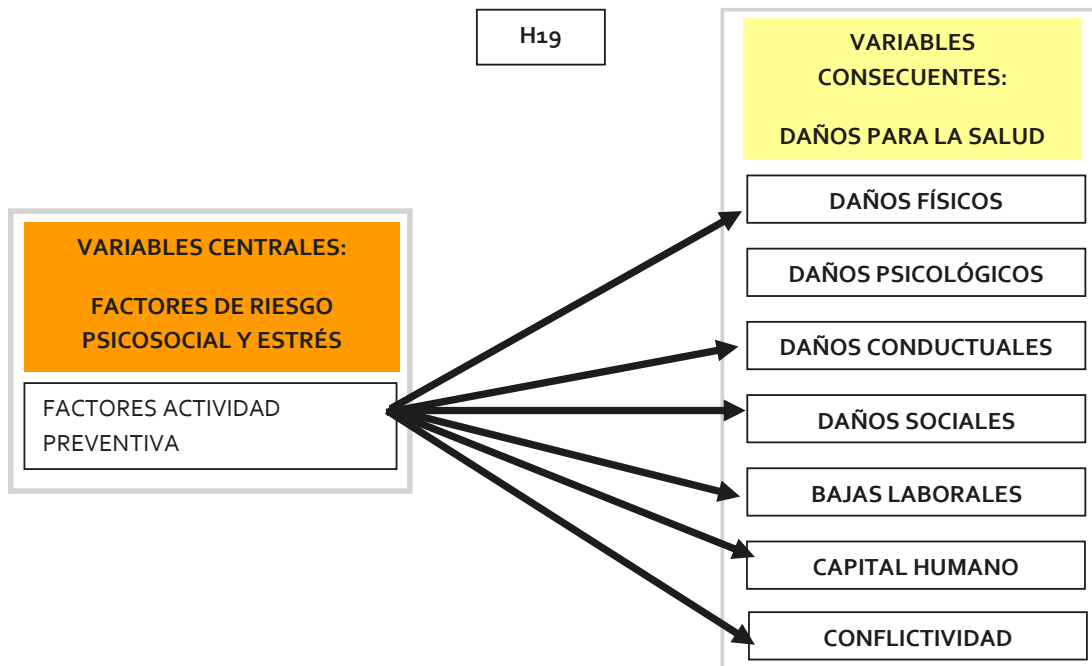 H19
VARIABLES
CONSECUENTES:
DAÑOS PARA LA SALUD
VARIABLES CENTRALES:
FACTORES DE RIESGO
PSICOSOCIAL Y ESTRÉS
FACTORES ACTIVIDAD
PREVENTIVA
DAÑOS FÍSICOS
DAÑOS PSICOLÓGICOS
DAÑOS CONDUCTUALES
DAÑOS SOCIALES
BAJAS LABORALES
CAPITAL HUMANO
CONFLICTIVIDAD